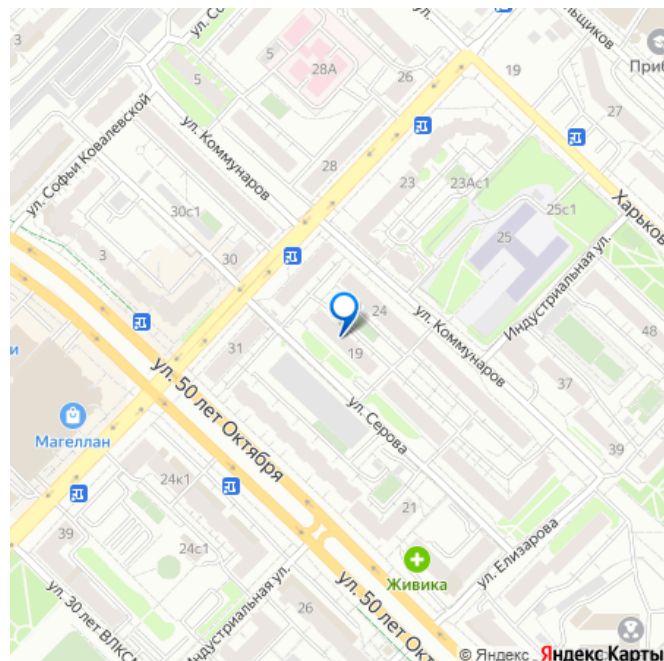 ул. Со
5
28А
26
льщиков
19
Приб
27
ул. Софьи Ковалевской
ул. Коммунаров
28
23
23Ас1
25с1
Харьков
30с1
3
30
25
Индустриальная ул.
24
19
ул. Коммунаров
48
31
37
и
ул. 50 лет Октября
ул. Серова
Магеллан
24к1
39
39
21
24с1
Живика
ул. Елизарова
ул. 30 лет ВЛКСМ
Индустриальная ул.
26
ул. 50 лет Окт
© Яндекс Яндекс Карты